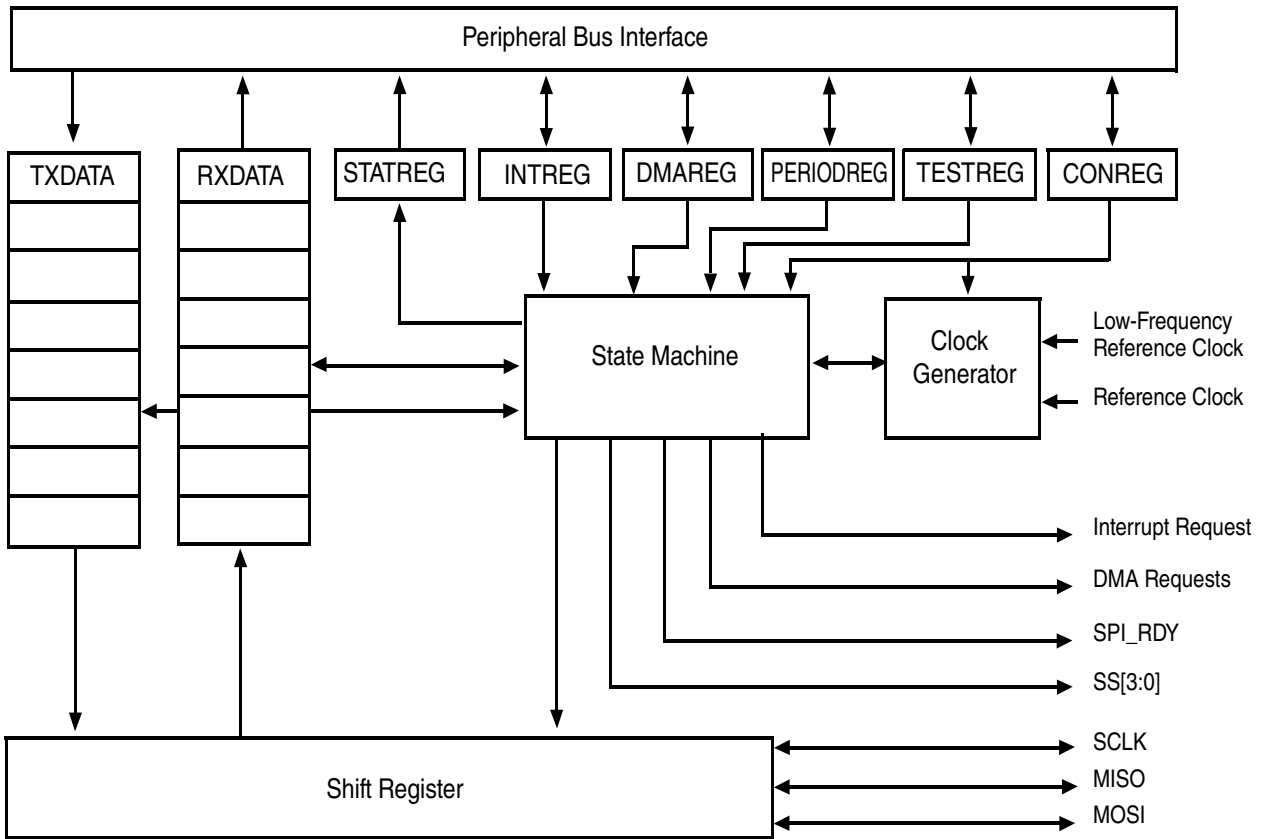 Peripheral Bus Interface
TXDATA
RXDATA
STATREG
INTREG
DMAREG
PERIODREG
TESTREG
CONREG
State Machine
Clock
Generator
Low-Frequency
Reference Clock
Reference Clock
Interrupt Request
DMA Requests
SPI_RDY
SS[3:0]
SCLK
MISO
MOSI
Shift Register